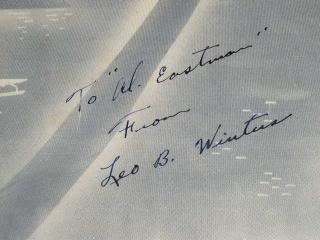 To "W. Eastman"
From
Leo B. Winters